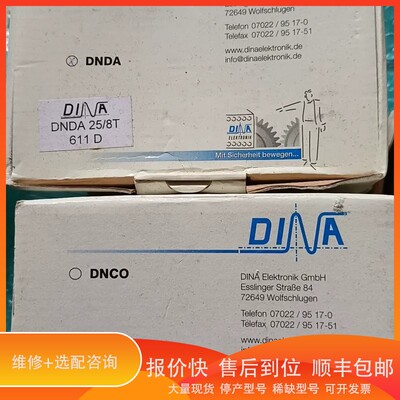 72649 Wolfschlugen
Telefon 07022 / 95 17-0
Telefax 07022 / 95 17-51
www.dinaelektronik.de
info@dinaelektronik.de
DNDA
DINA
DNDA 25/8T
611 D
DINA
ELEKTRONIK
Mit Sicherheit bewegen...
DINA
DNCO
DINA Elektronik GmbH
Esslinger Straße 84
72649 Wolfschlugen
Telefon 07022 / 95 17-0
Telefax 07022 / 95 17-51
维修+选配咨询
报价快 售后到位 顺丰包邮
大量现货 停产型号 稀缺型号 可开发票